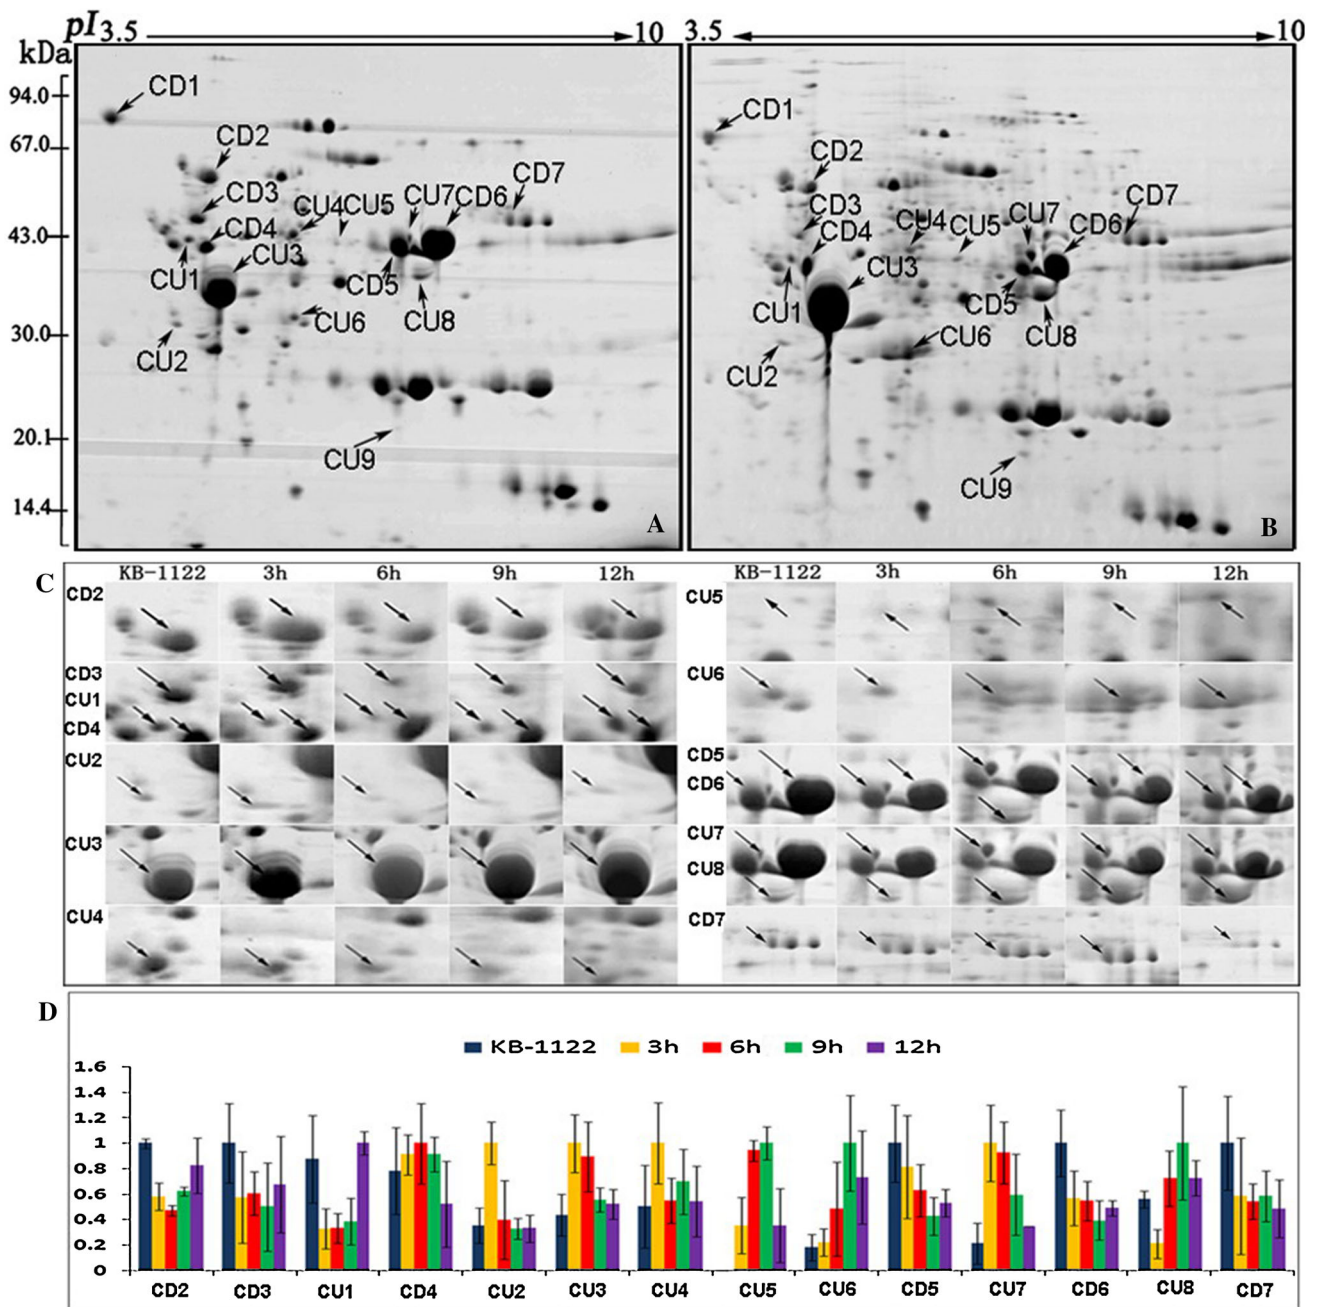 pI 3.5 10 3.5 10
kDa
94.0
67.0
43.0
30.0
20.1
14.4
CD1
CD2
CD3
CU4 CU5 CU7 CD6 CD7
CD4
CU3
CU1
CD5
CU6 CU8
CU2
CU9
A
CD1
CD2
CD3
CD4
CU4 CU5 CU7 CD6 CD7
CU3
CU1
CD5
CU6 CU8
CU2
CU9
B
C
KB-1122 3h 6h 9h 12h
CD2
CD3
CU1
CD4
CU2
CU3
CU4
KB-1122 3h 6h 9h 12h
CU5
CU6
CD5
CD6
CU7
CU8
CD7
D
KB-1122 3h 6h 9h 12h
1.6
1.4
1.2
1
0.8
0.6
0.4
0.2
0
CD2 CD3 CU1 CD4 CU2 CU3 CU4 CU5 CU6 CD5 CU7 CD6 CU8 CD7